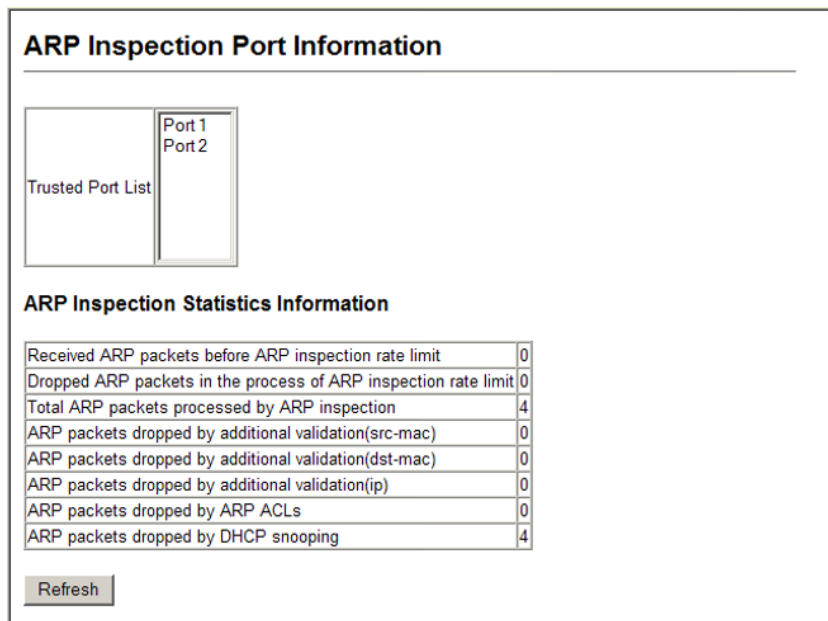 ARP Inspection Port Information
Trusted Port List
Port 1
Port 2
ARP Inspection Statistics Information
Received ARP packets before ARP inspection rate limit 0
Dropped ARP packets in the process of ARP inspection rate limit 0
Total ARP packets processed by ARP inspection 4
ARP packets dropped by additional validation(src-mac) 0
ARP packets dropped by additional validation(dst-mac) 0
ARP packets dropped by additional validation(ip) 0
ARP packets dropped by ARP ACLs 0
ARP packets dropped by DHCP snooping 4
Refresh